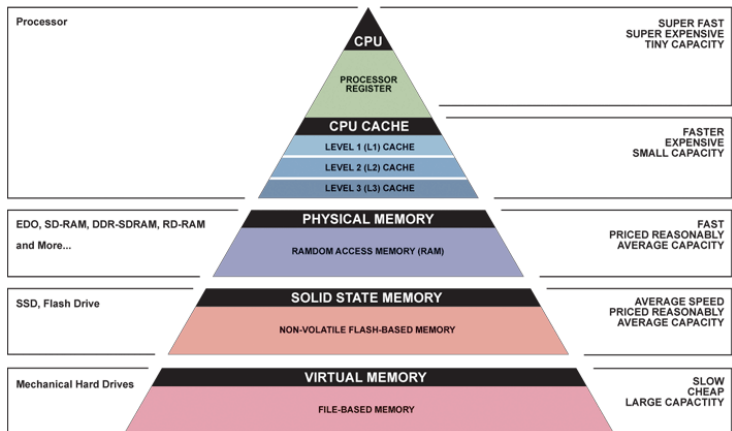 Processor
CPU
SUPER FAST
SUPER EXPENSIVE
TINY CAPACITY
PROCESSOR
REGISTER
CPU CACHE
LEVEL 1 (L1) CACHE
LEVEL 2 (L2) CACHE
LEVEL 3 (L3) CACHE
FASTER
EXPENSIVE
SMALL CAPACITY
EDO, SD-RAM, DDR-SDRAM, RD-RAM
and More...
PHYSICAL MEMORY
RAMDOM ACCESS MEMORY (RAM)
FAST
PRICED REASONABLY
AVERAGE CAPACITY
SSD, Flash Drive
SOLID STATE MEMORY
NON-VOLATILE FLASH-BASED MEMORY
AVERAGE SPEED
PRICED REASONABLY
AVERAGE CAPACITY
Mechanical Hard Drives
VIRTUAL MEMORY
FILE-BASED MEMORY
SLOW
CHEAP
LARGE CAPACTITY